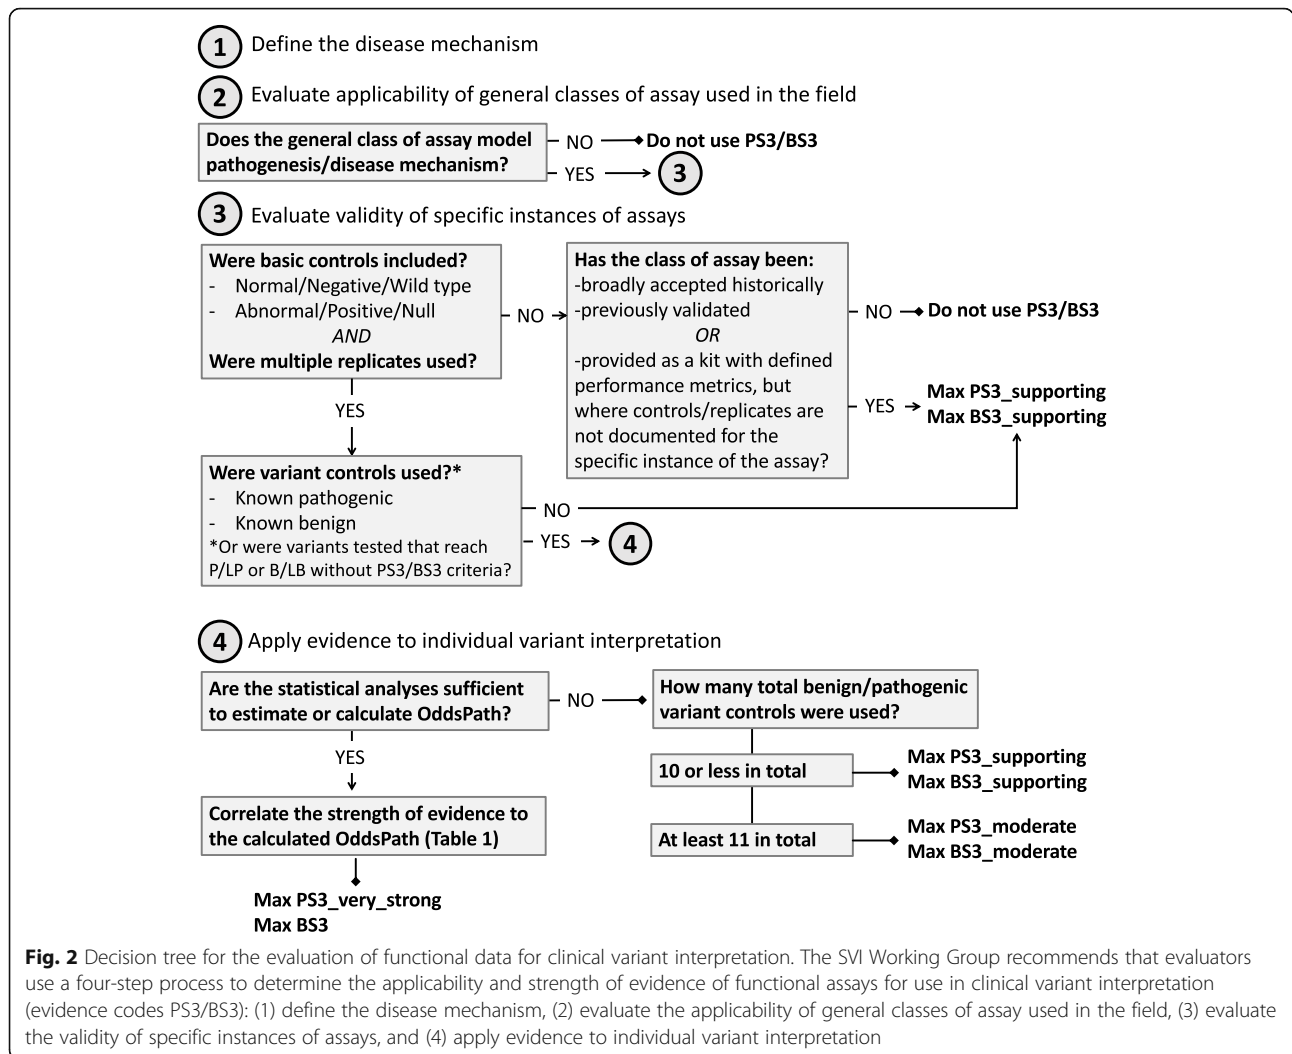 1 Define the disease mechanism
2 Evaluate applicability of general classes of assay used in the field
Does the general class of assay model
pathogenesis/disease mechanism?
NO
Do not use PS3/BS3
YES
3
3 Evaluate validity of specific instances of assays
Were basic controls included?
- Normal/Negative/Wild type
- Abnormal/Positive/Null
AND
Were multiple replicates used?
NO
Has the class of assay been:
-broadly accepted historically
-previously validated
OR
-provided as a kit with defined
performance metrics, but
where controls/replicates are
not documented for the
specific instance of the assay?
NO
Do not use PS3/BS3
YES
Max PS3_supporting
Max BS3_supporting
YES
Were variant controls used?*
- Known pathogenic
- Known benign
*Or were variants tested that reach
P/LP or B/LB without PS3/BS3 criteria?
NO
YES
4
4 Apply evidence to individual variant interpretation
Are the statistical analyses sufficient
to estimate or calculate OddsPath?
NO
How many total benign/pathogenic
variant controls were used?
YES
10 or less in total
Max PS3_supporting
Max BS3_supporting
Correlate the strength of evidence to
the calculated OddsPath (Table 1)
At least 11 in total
Max PS3_moderate
Max BS3_moderate
Max PS3_very_strong
Max BS3
Fig. 2 Decision tree for the evaluation of functional data for clinical variant interpretation. The SVI Working Group recommends that evaluators
use a four-step process to determine the applicability and strength of evidence of functional assays for use in clinical variant interpretation
(evidence codes PS3/BS3): (1) define the disease mechanism, (2) evaluate the applicability of general classes of assay used in the field, (3) evaluate
the validity of specific instances of assays, and (4) apply evidence to individual variant interpretation